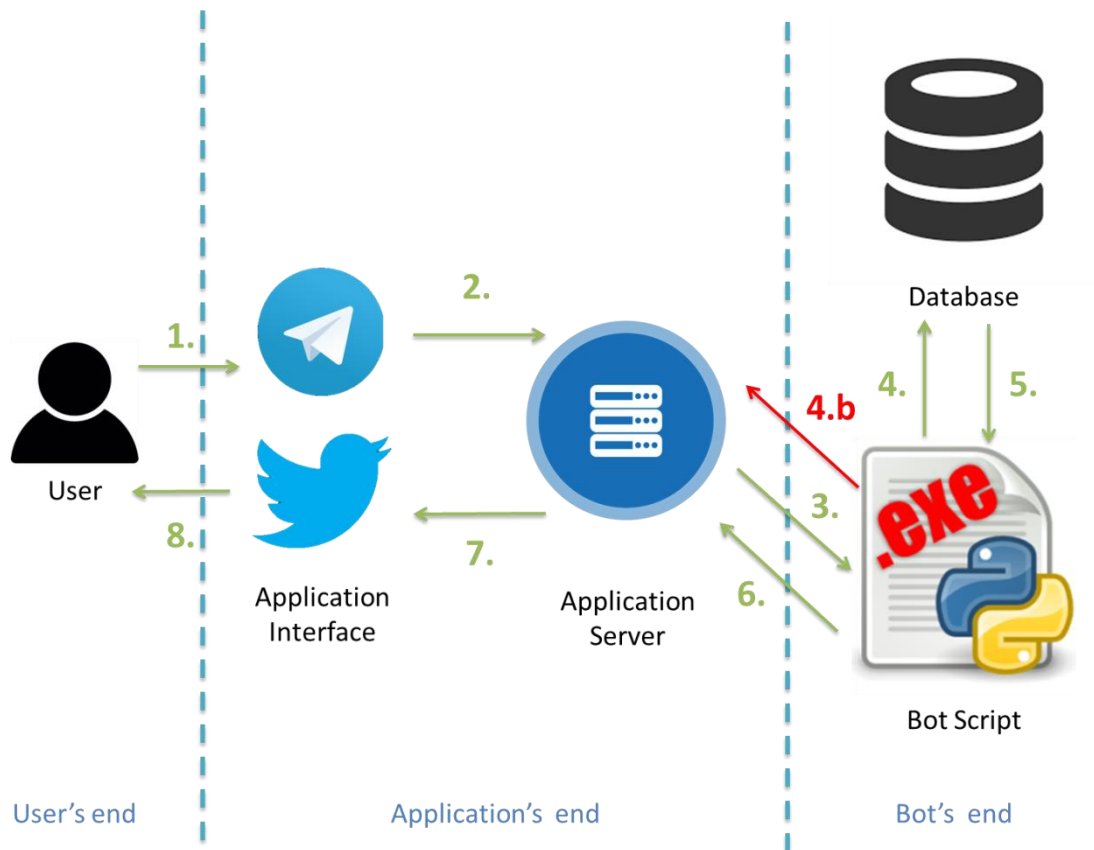 1.
2.
Database
4.
5.
4.b
User
.exe
3.
8.
7.
6.
Application
Interface
Application
Server
Bot Script
User's end
Application's end
Bot's end